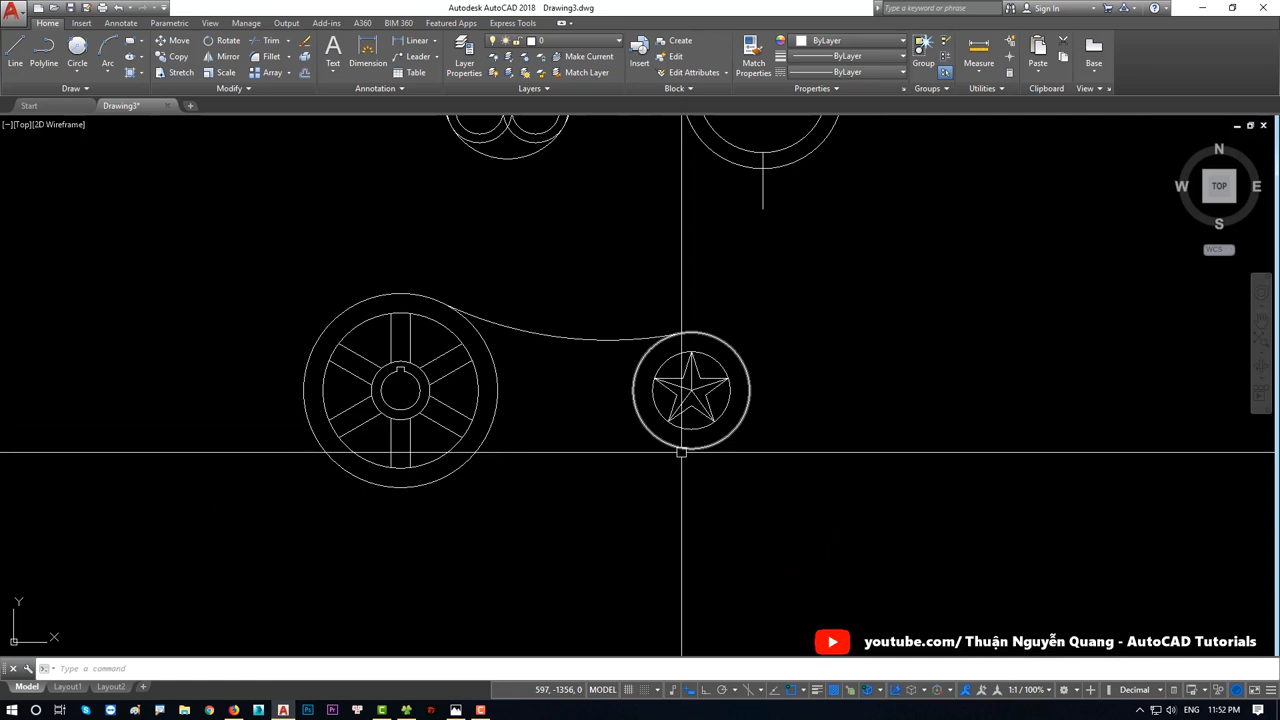 Autodesk AutoCAD 2018 Drawing3.dwg
Type a keyword or phrase
Sign In
Home Insert Annotate Parametric View Manage Output Add-ins A360 BIM 360 Featured Apps Express Tools
Line Polyline Circle Arc
Move Rotate Trim
Copy Mirror Fillet
Stretch Scale Array
Text Dimension
Linear
Leader
Table
Layer
Properties
0
Make Current
Match Layer
Insert
Create
Edit
Edit Attributes
Match
Properties
ByLayer
ByLayer
ByLayer
Group
Measure
Paste
Base
Draw Modify Annotation Layers Block Properties Groups Utilities Clipboard View
Start Drawing3*
[−][Top][2D Wireframe]
N
W TOP E
S
WCS
Y
X
youtube.com/ Thuận Nguyễn Quang - AutoCAD Tutorials
Type a command
Model Layout1 Layout2
597, -1356, 0 MODEL
1:1 / 100%
Decimal
ENG 11:52 PM